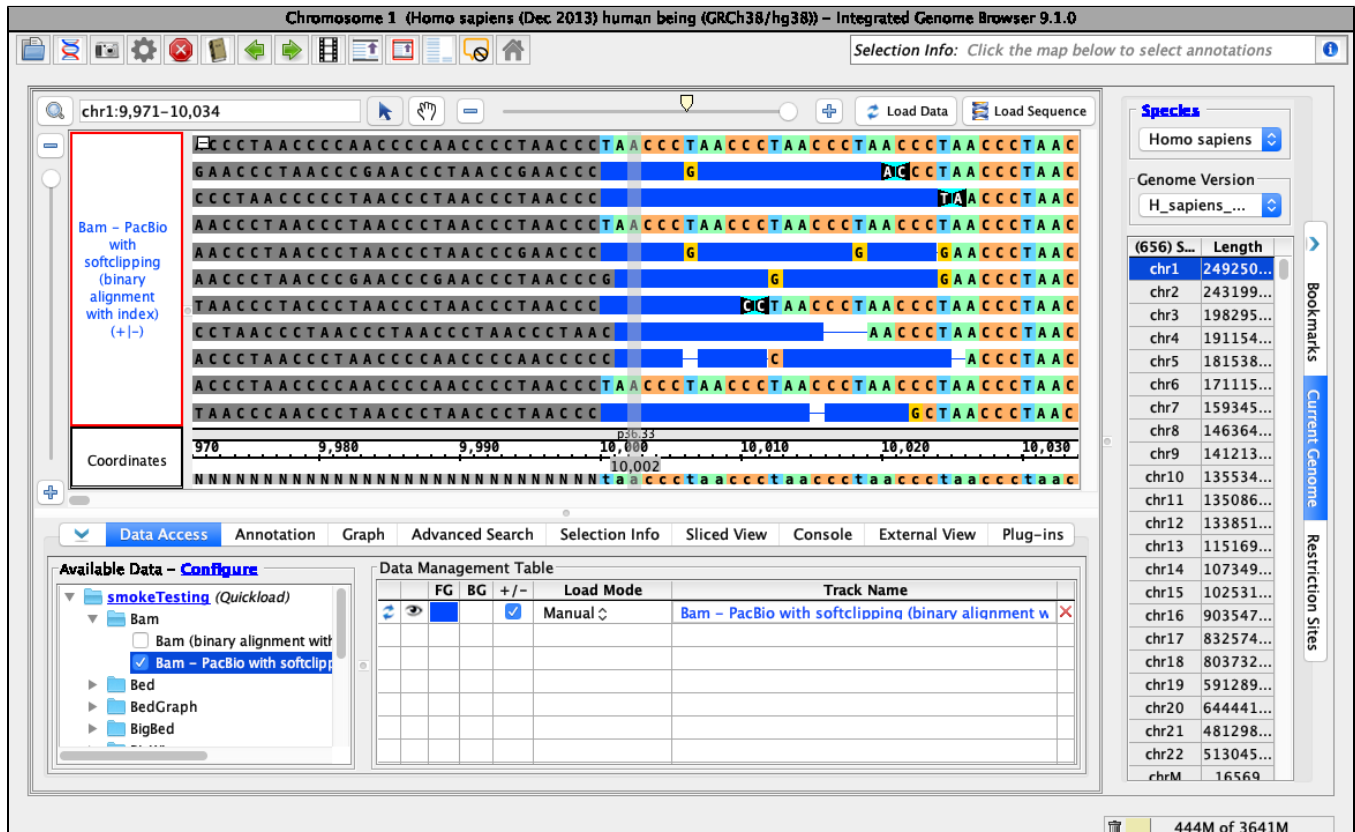 Chromosome 1 (Homo sapiens (Dec 2013) human being (GRCh38/hg38)) – Integrated Genome Browser 9.1.0
Selection Info: Click the map below to select annotations
chr1:9,971–10,034
Load Data
Load Sequence
Bam – PacBio
with
softclipping
(binary
alignment
with index)
(+|–)
p36.33
970 9,980 9,990 10,000 10,010 10,020 10,030
10,002
Coordinates
NNNNNNNNNNNNNNNNNNNNNNNNNNNNNtaaccctaaccctaaccctaaccctaaccctaac
Data Access Annotation Graph Advanced Search Selection Info Sliced View Console External View Plug-ins
Available Data – Configure
smokeTesting (Quickload)
Bam
Bam (binary alignment with
Bam – PacBio with softclipp
Bed
BedGraph
BigBed
Data Management Table
FG BG +/- Load Mode Track Name
Manual Bam – PacBio with softclipping (binary alignment w
Species
Homo sapiens
Genome Version
H_sapiens_...
(656) S... Length
chr1 249250...
chr2 243199...
chr3 198295...
chr4 191154...
chr5 181538...
chr6 171115...
chr7 159345...
chr8 146364...
chr9 141213...
chr10 135534...
chr11 135086...
chr12 133851...
chr13 115169...
chr14 107349...
chr15 102531...
chr16 903547...
chr17 832574...
chr18 803732...
chr19 591289...
chr20 644441...
chr21 481298...
chr22 513045...
chrM 16569
Bookmarks
Current Genome
Restriction Sites
444M of 3641M